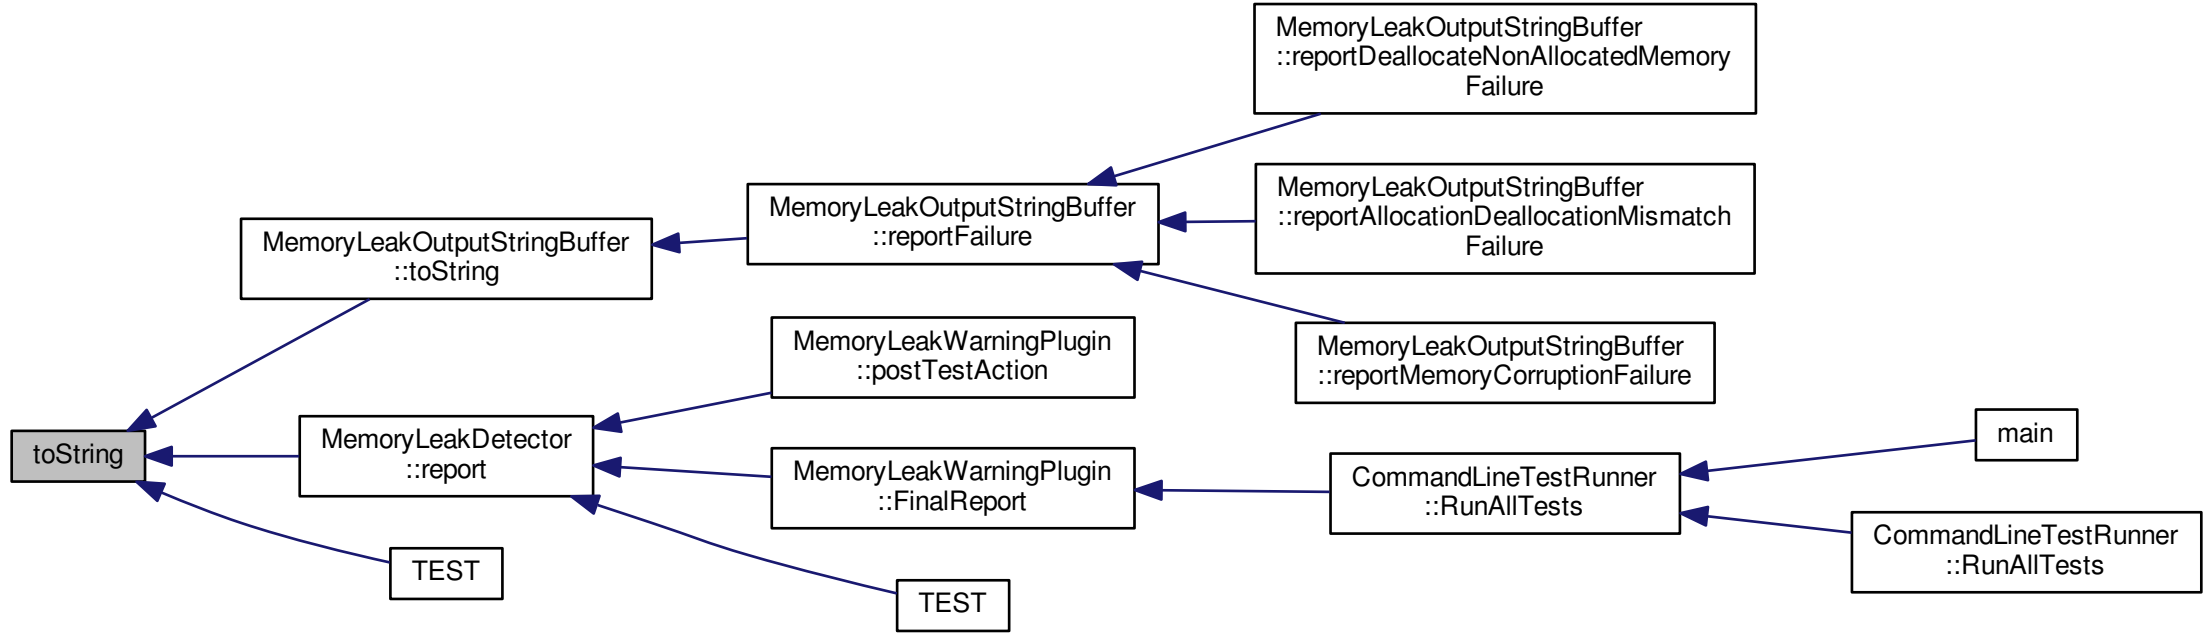 MemoryLeakOutputStringBuffer
::reportDeallocateNonAllocatedMemory
Failure
MemoryLeakOutputStringBuffer
::reportAllocationDeallocationMismatch
Failure
MemoryLeakOutputStringBuffer
::reportFailure
MemoryLeakOutputStringBuffer
::toString
MemoryLeakWarningPlugin
::postTestAction
MemoryLeakOutputStringBuffer
::reportMemoryCorruptionFailure
toString
MemoryLeakDetector
::report
MemoryLeakWarningPlugin
::FinalReport
CommandLineTestRunner
::RunAllTests
main
CommandLineTestRunner
::RunAllTests
TEST
TEST